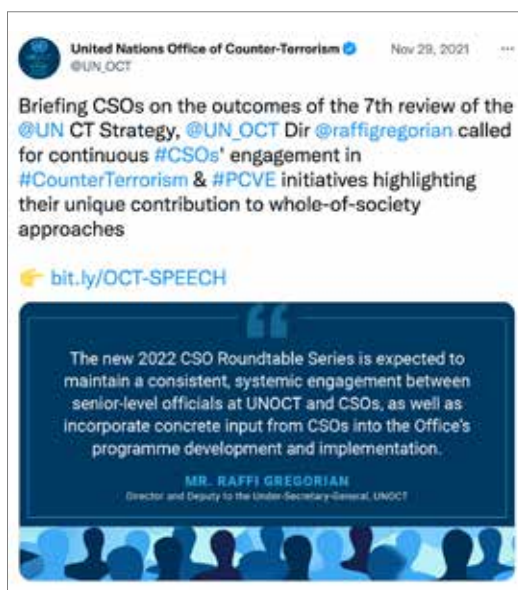 United Nations Office of Counter-Terrorism
Nov 29, 2021
@UN_OCT
Briefing CSOs on the outcomes of the 7th review of the
@UN CT Strategy, @UN_OCT Dir @raffigregorian called
for continuous #CSOs' engagement in
#CounterTerrorism & #PCVE initiatives highlighting
their unique contribution to whole-of-society
approaches
👉 bit.ly/OCT-SPEECH
“
The new 2022 CSO Roundtable Series is expected to
maintain a consistent, systemic engagement between
senior-level officials at UNOCT and CSOs, as well as
incorporate concrete input from CSOs into the Office's
programme development and implementation.
MR. RAFFI GREGORIAN
Director and Deputy to the Under-Secretary-General, UNOCT